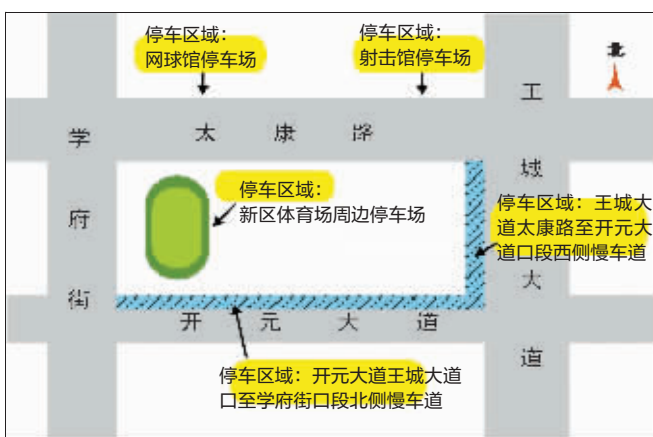 停车区域：
网球馆停车场
停车区域：
射击馆停车场
北
太康路
学府街
王城大道
停车区域：
新区体育场周边停车场
停车区域：王城大
道太康路至开元大
道口段西侧慢车道
开元大道
停车区域：开元大道王城大道
口至学府街口段北侧慢车道